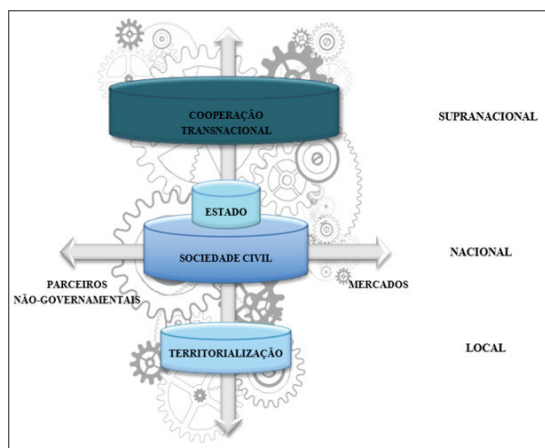 COOPERAÇÃO
TRANSNACIONAL
SUPRANACIONAL
ESTADO
SOCIEDADE CIVIL
NACIONAL
PARCEIROS
NÃO-GOVERNAMENTAIS
MERCADOS
TERRITORIALIZAÇÃO
LOCAL